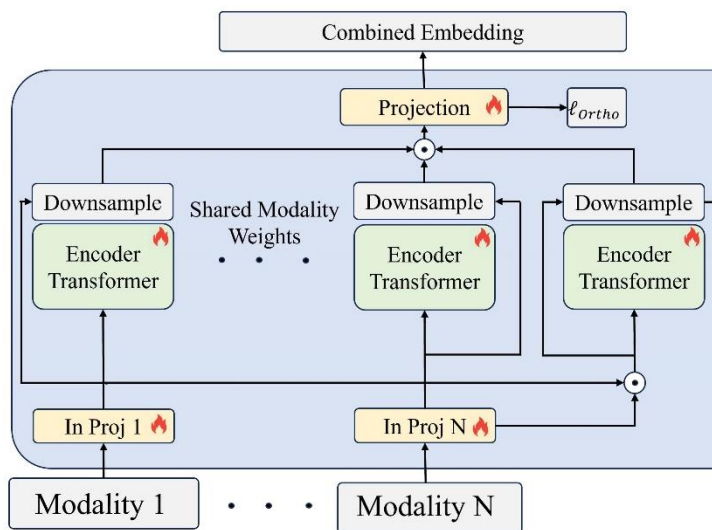 Combined Embedding
Projection
ℓ_Ortho
Downsample
Shared Modality
Weights
Downsample
Downsample
Encoder
Transformer
Encoder
Transformer
Encoder
Transformer
In Proj 1
In Proj N
Modality 1
Modality N